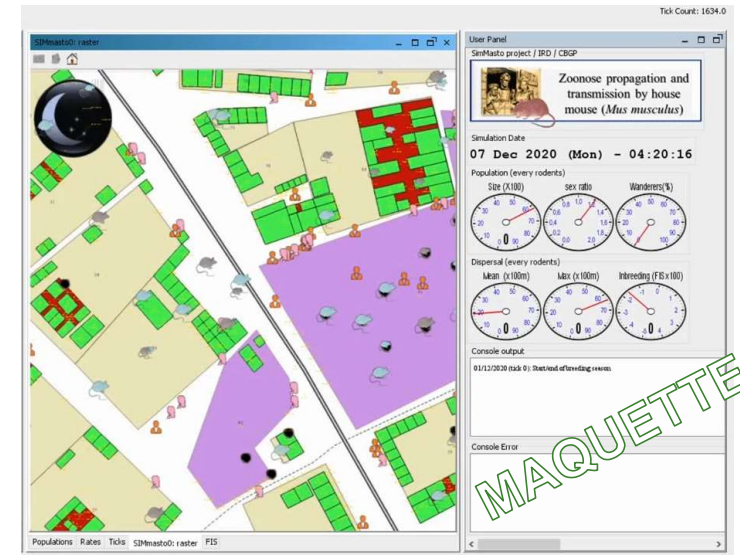 Tick Count: 1634.0
SIMmasto0: raster
User Panel
SimMasto project / IRD / CBGP
Zoonose propagation and
transmission by house
mouse (Mus musculus)
Simulation Date
07 Dec 2020 (Mon) - 04:20:16
Population (every rodents)
Size (X100) sex ratio Wanderers(%)
Dispersal (every rodents)
Mean (x100m) Max (x100m) Inbreeding (FIS x100)
Console output
01/12/2020 (tick 0): Start/end of breeding season
Console Error
MAQUETTE
Populations Rates Ticks SIMmasto0: raster FIS